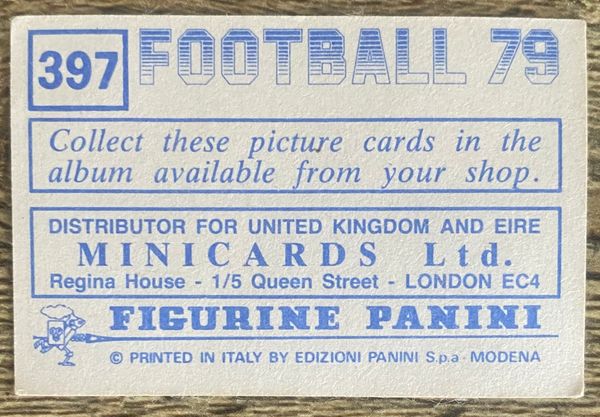 397 FOOTBALL 79
Collect these picture cards in the
album available from your shop.
DISTRIBUTOR FOR UNITED KINGDOM AND EIRE
MINICARDS Ltd.
Regina House - 1/5 Queen Street - LONDON EC4
FIGURINE PANINI
© PRINTED IN ITALY BY EDIZIONI PANINI S.p.a - MODENA